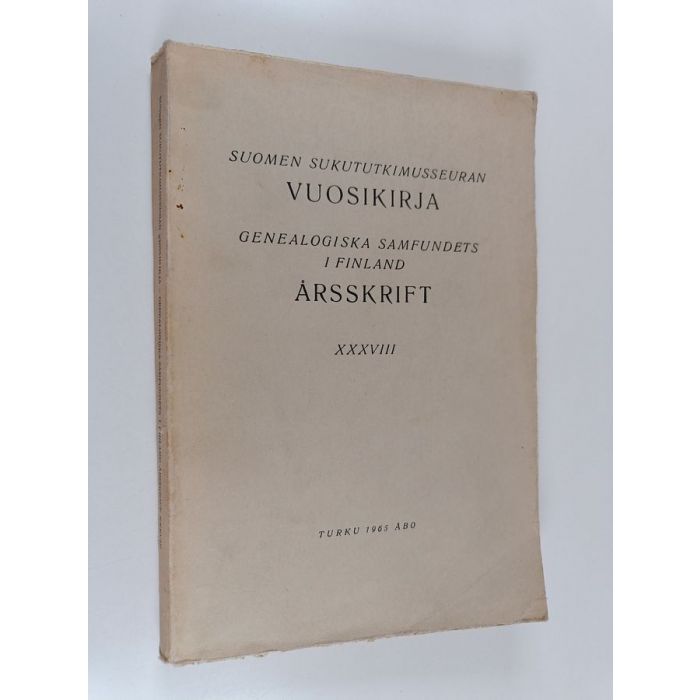 SUOMEN SUKUTUTKIMUSSEURAN
VUOSIKIRJA
GENEALOGISKA SAMFUNDETS
I FINLAND
ÅRSSKRIFT
XXXVIII
TURKU 1965 ÅBO